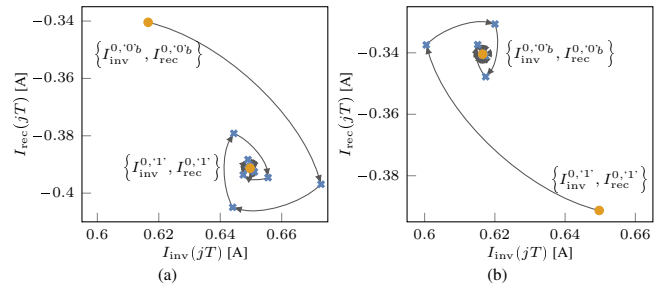 −0.34
−0.36
−0.38
−0.4
I_rec(jT) [A]
{I_inv^{0,‘0’b}, I_rec^{0,‘0’b}}
{I_inv^{0,‘1’}, I_rec^{0,‘1’}}
0.6 0.62 0.64 0.66
I_inv(jT) [A]
(a)
−0.34
−0.36
−0.38
I_rec(jT) [A]
{I_inv^{0,‘0’b}, I_rec^{0,‘0’b}}
{I_inv^{0,‘1’}, I_rec^{0,‘1’}}
0.6 0.62 0.64 0.66
I_inv(jT) [A]
(b)